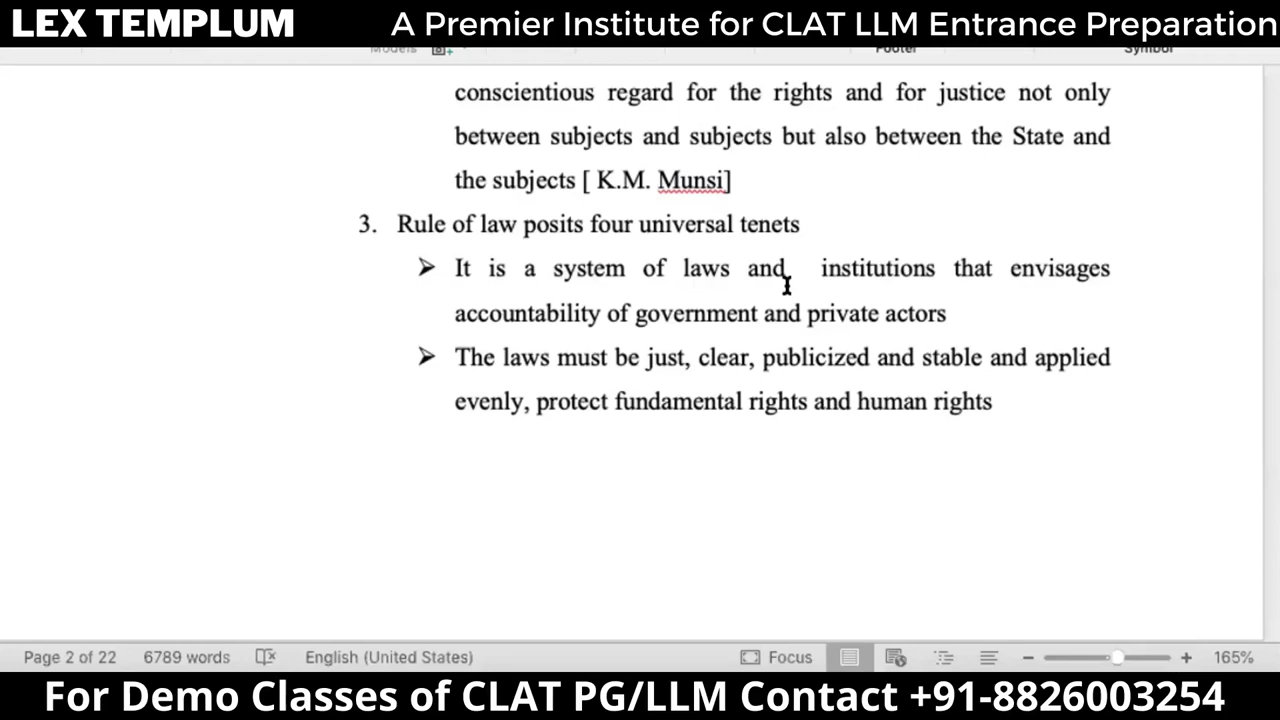 LEX TEMPLUM A Premier Institute for CLAT LLM Entrance Preparation
Models Footer Symbol
conscientious regard for the rights and for justice not only
between subjects and subjects but also between the State and
the subjects [ K.M. Munsi]
3. Rule of law posits four universal tenets
➢ It is a system of laws and institutions that envisages
accountability of government and private actors
➢ The laws must be just, clear, publicized and stable and applied
evenly, protect fundamental rights and human rights
Page 2 of 22 6789 words English (United States) Focus 165%
For Demo Classes of CLAT PG/LLM Contact +91-8826003254